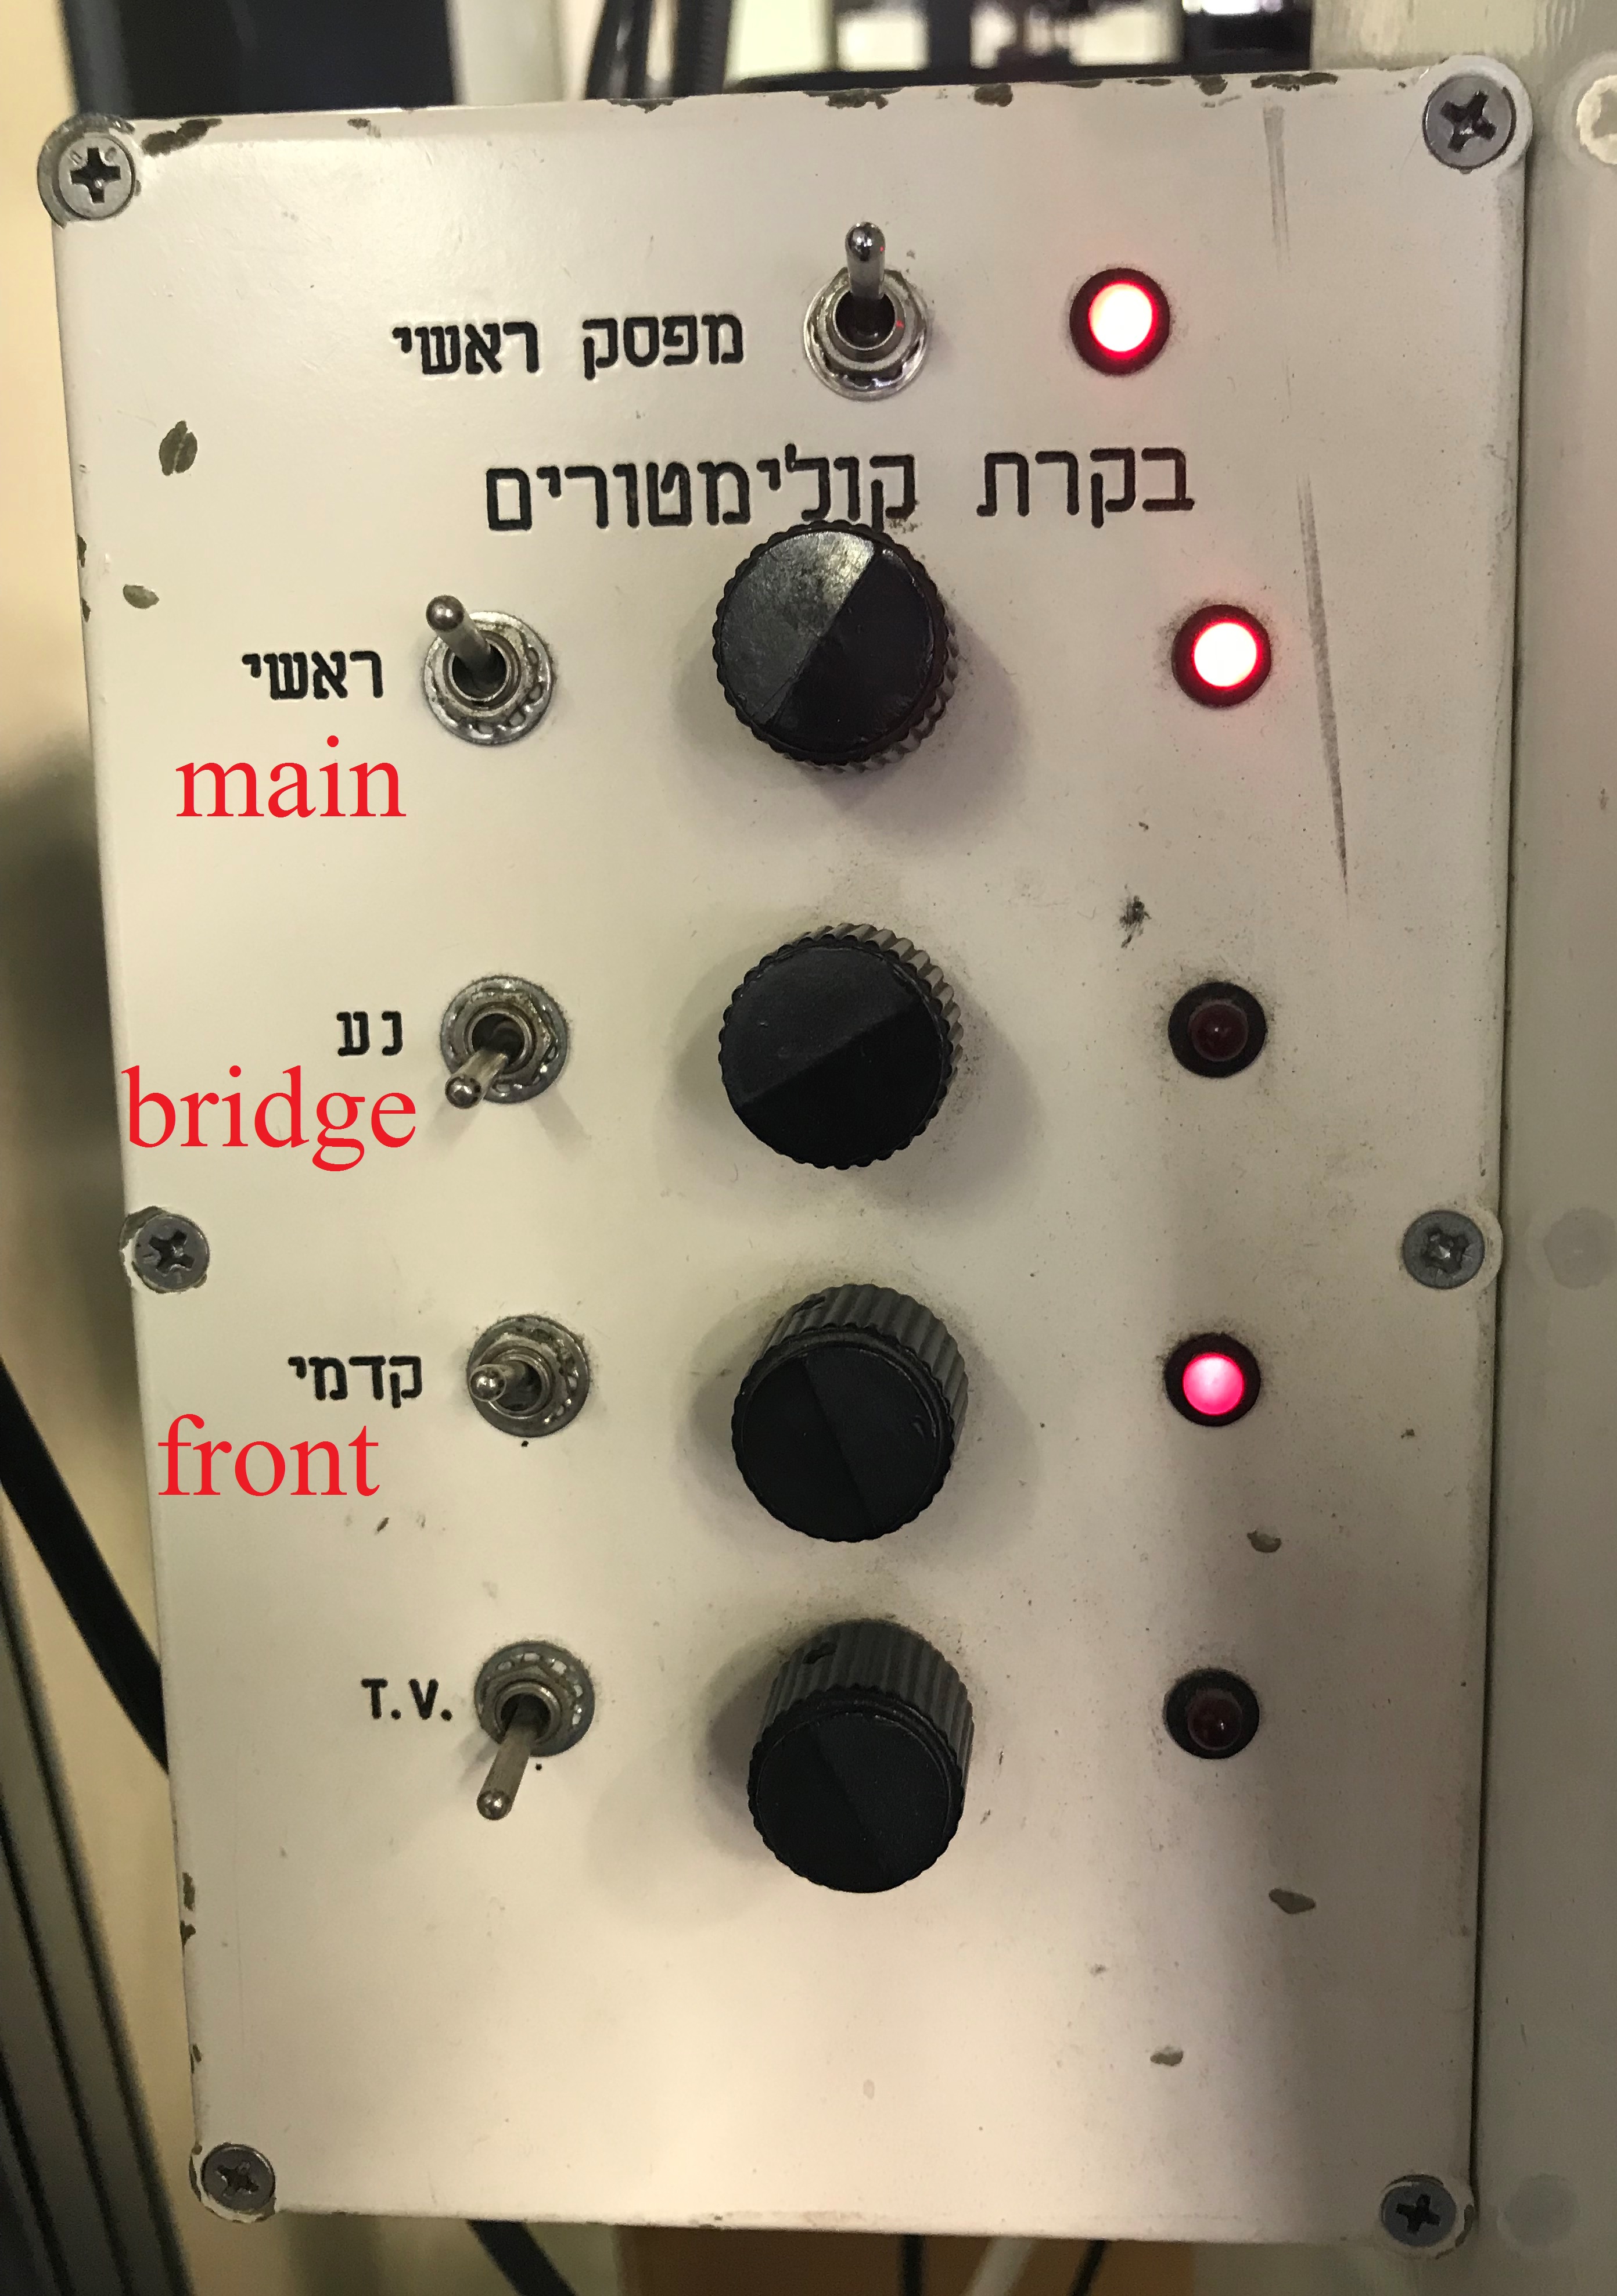 מפסק ראשי
בקרת קולימטורים
ראשי
main
נע
bridge
קדמי
front
T.V.